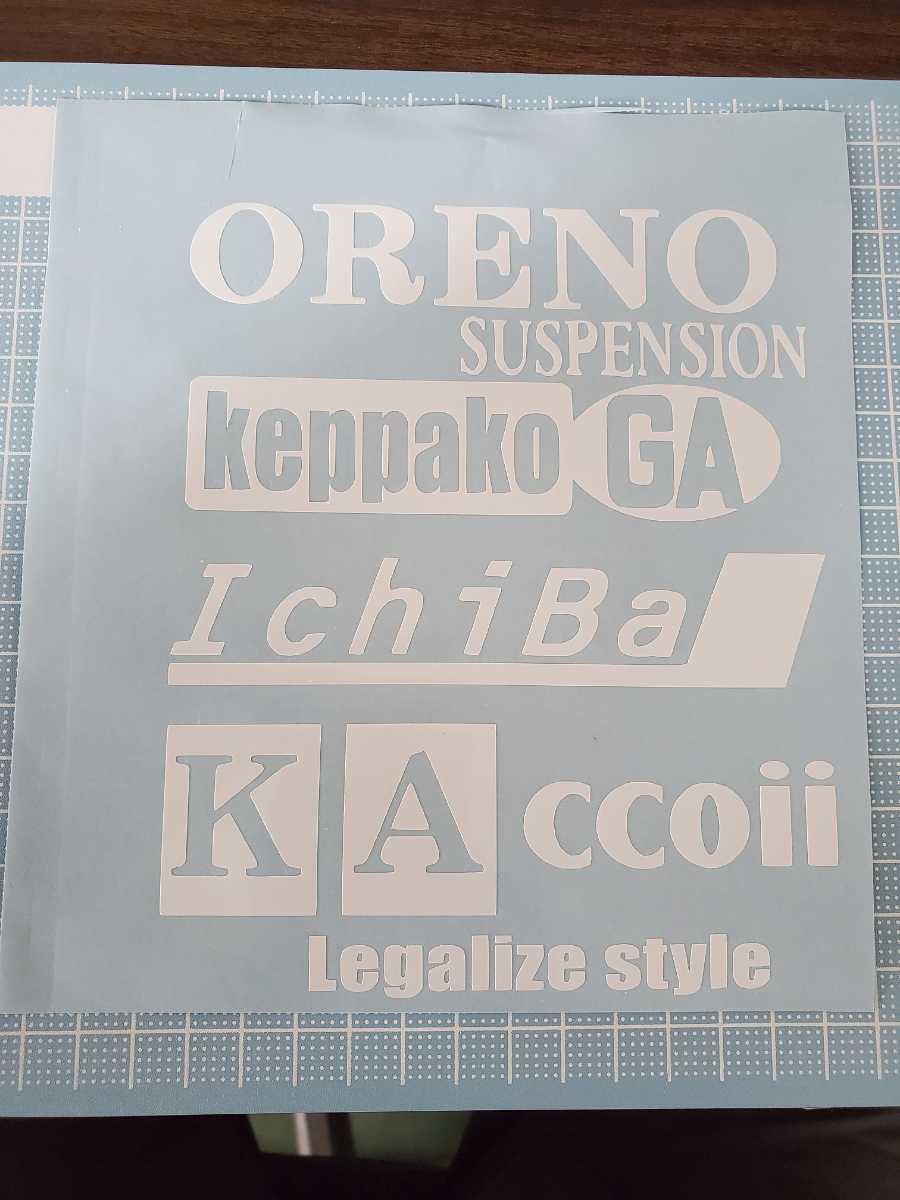 ORENO
SUSPENSION
keppako GA
IchiBa
KAccoii
Legalize style